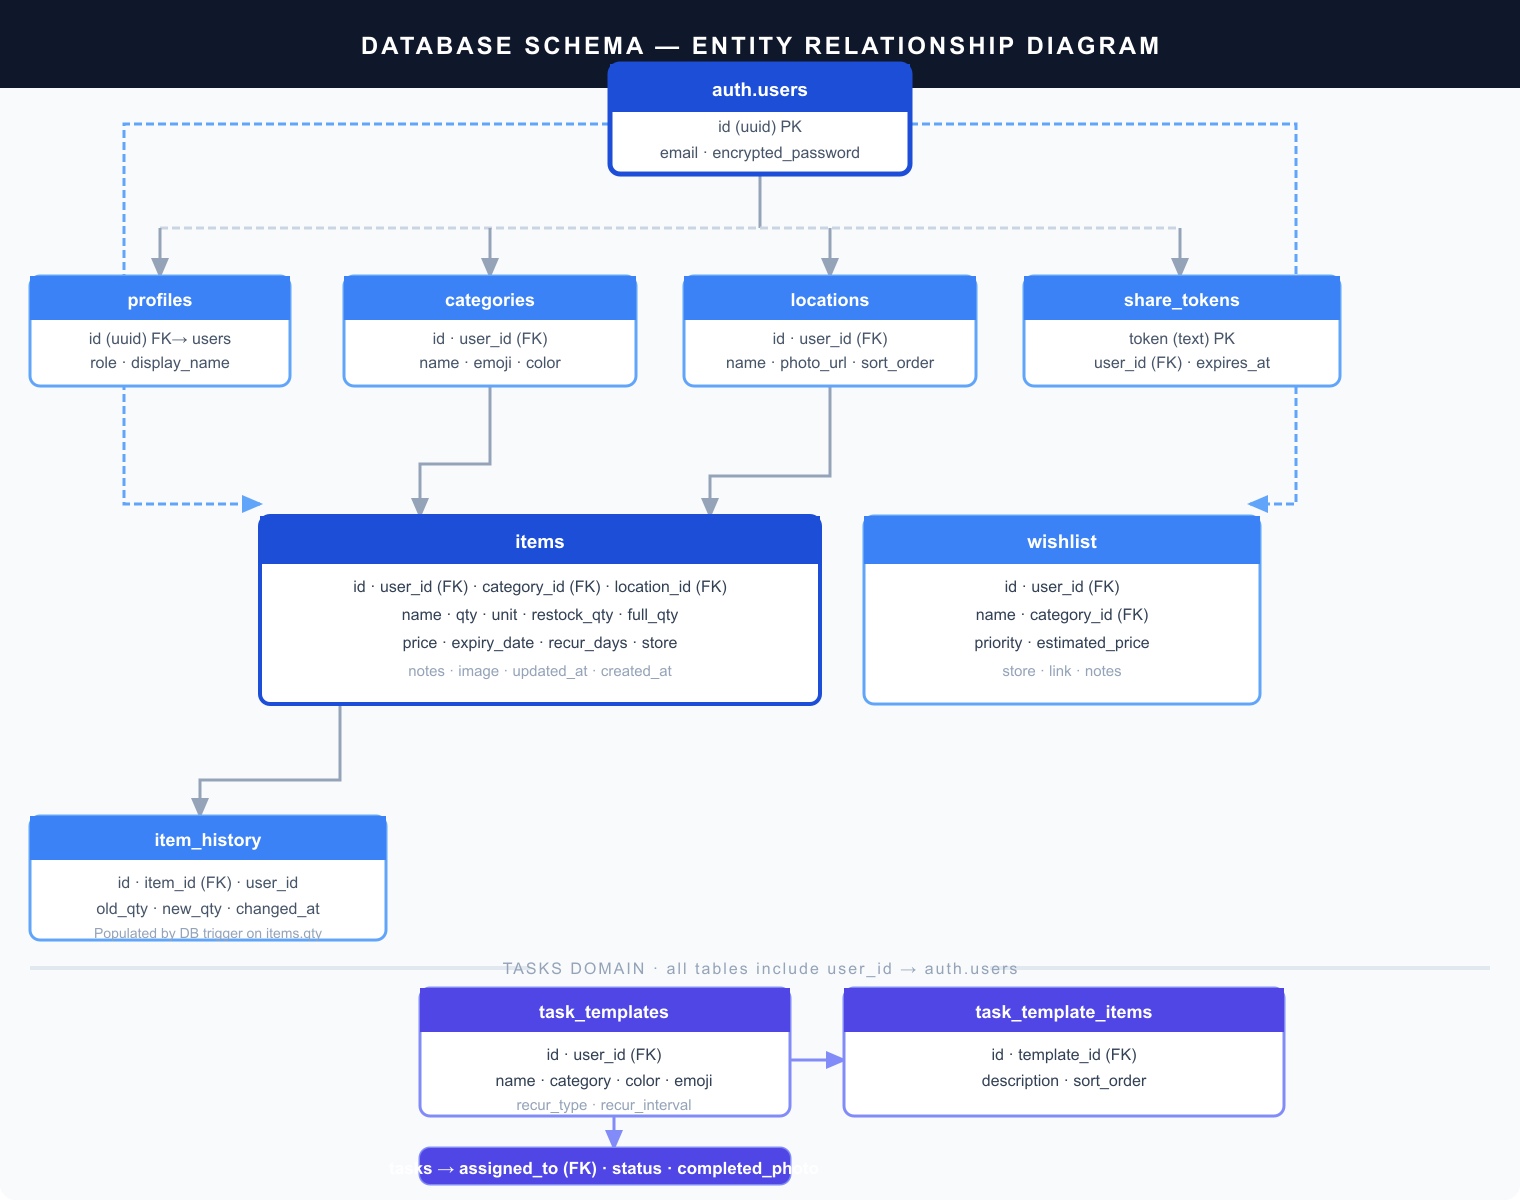 DATABASE SCHEMA — ENTITY RELATIONSHIP DIAGRAM
auth.users
id (uuid) PK
email · encrypted_password
profiles
id (uuid) FK→ users
role · display_name
categories
id · user_id (FK)
name · emoji · color
locations
id · user_id (FK)
name · photo_url · sort_order
share_tokens
token (text) PK
user_id (FK) · expires_at
items
id · user_id (FK) · category_id (FK) · location_id (FK)
name · qty · unit · restock_qty · full_qty
price · expiry_date · recur_days · store
notes · image · updated_at · created_at
wishlist
id · user_id (FK)
name · category_id (FK)
priority · estimated_price
store · link · notes
item_history
id · item_id (FK) · user_id
old_qty · new_qty · changed_at
Populated by DB trigger on items.qty
TASKS DOMAIN · all tables include user_id → auth.users
task_templates
id · user_id (FK)
name · category · color · emoji
recur_type · recur_interval
task_template_items
id · template_id (FK)
description · sort_order
tasks → assigned_to (FK) · status · completed_photo